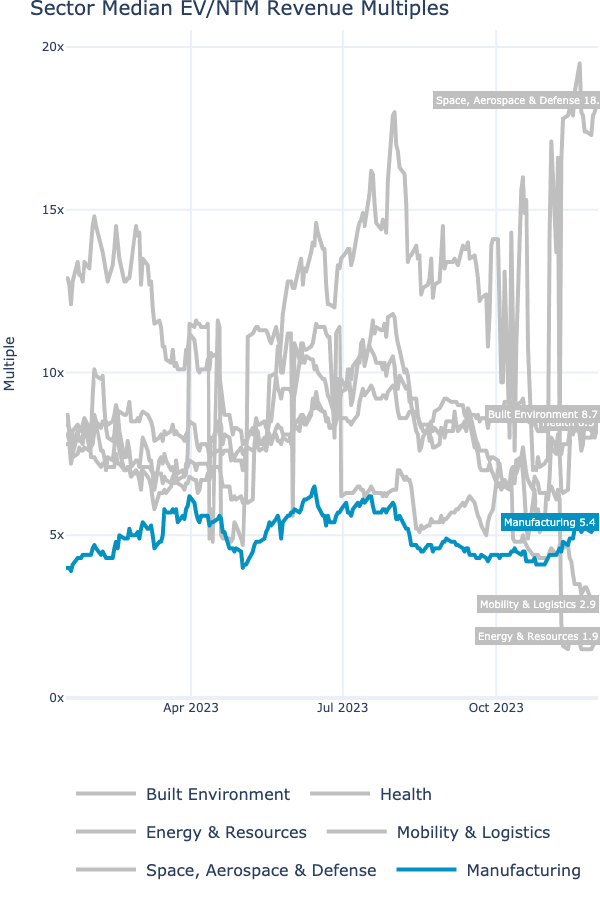 Sector Median EV/NTM Revenue Multiples
20x
Space, Aerospace & Defense 18.
15x
Multiple
10x
Built Environment 8.7
Health
Manufacturing 5.4
5x
Mobility & Logistics 2.9
Energy & Resources 1.9
0x
Apr 2023 Jul 2023 Oct 2023
Built Environment Health
Energy & Resources Mobility & Logistics
Space, Aerospace & Defense Manufacturing